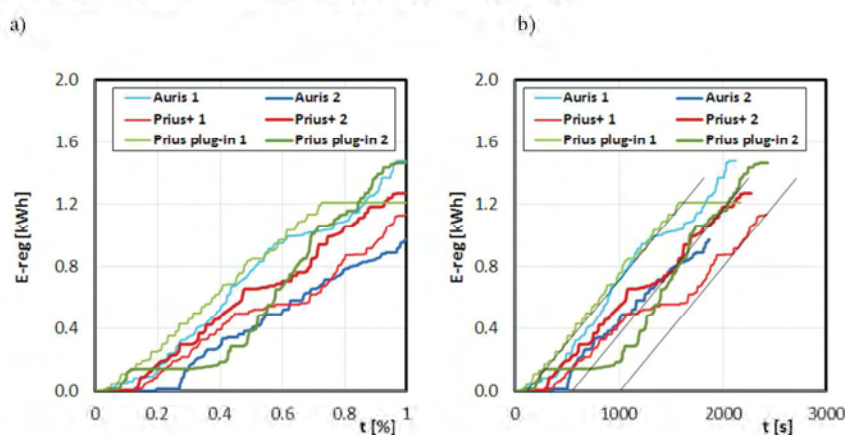 a)
b)
2.0
Auris 1 Auris 2
Prius+ 1 Prius+ 2
Prius plug-in 1 Prius plug-in 2
1.6
1.2
0.8
0.4
0.0
E-reg [kWh]
0 0.2 0.4 0.6 0.8 1
t [%]
2.0
Auris 1 Auris 2
Prius+ 1 Prius+ 2
Prius plug-in 1 Prius plug-in 2
1.6
1.2
0.8
0.4
0.0
E-reg [kWh]
0 1000 2000 3000
t [s]